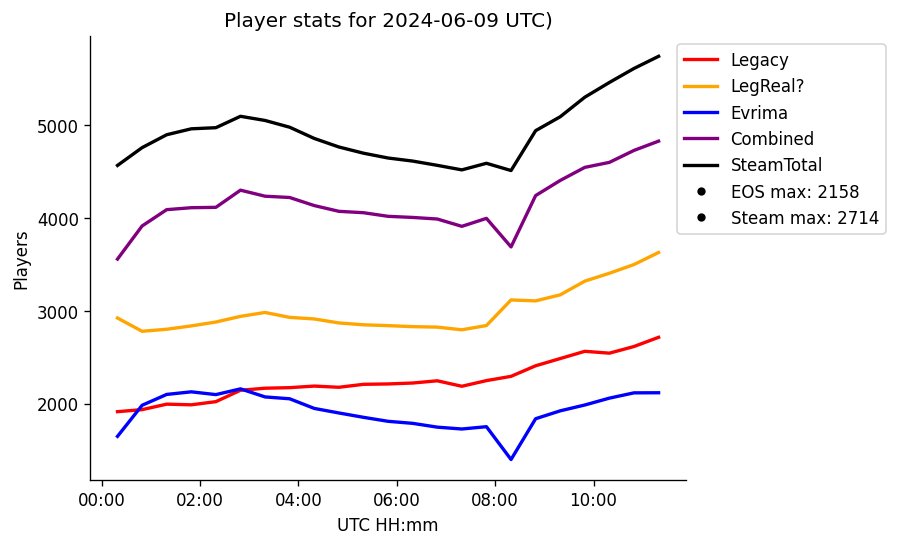 Player stats for 2024-06-09 UTC)
Players
5000
4000
3000
2000
00:00 02:00 04:00 06:00 08:00 10:00
UTC HH:mm
Legacy
LegReal?
Evrima
Combined
SteamTotal
EOS max: 2158
Steam max: 2714